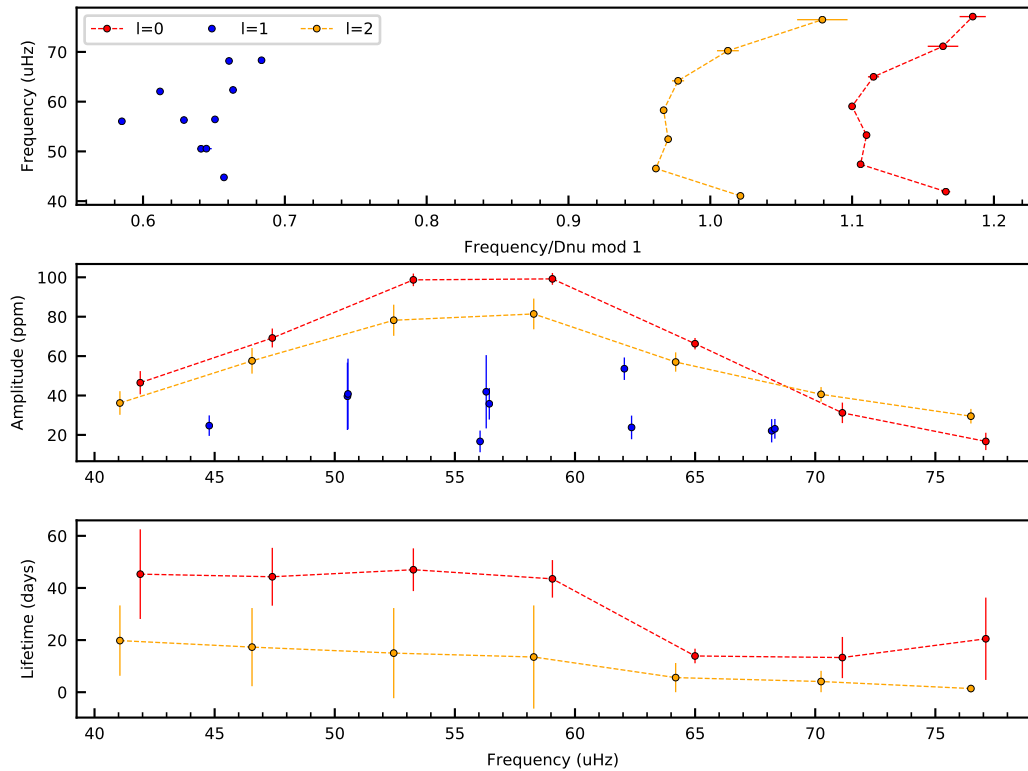 l=0 l=1 l=2
Frequency (uHz)
70
60
50
40
0.6 0.7 0.8 0.9 1.0 1.1 1.2
Frequency/Dnu mod 1
Amplitude (ppm)
100
80
60
40
20
40 45 50 55 60 65 70 75
Lifetime (days)
60
40
20
0
40 45 50 55 60 65 70 75
Frequency (uHz)